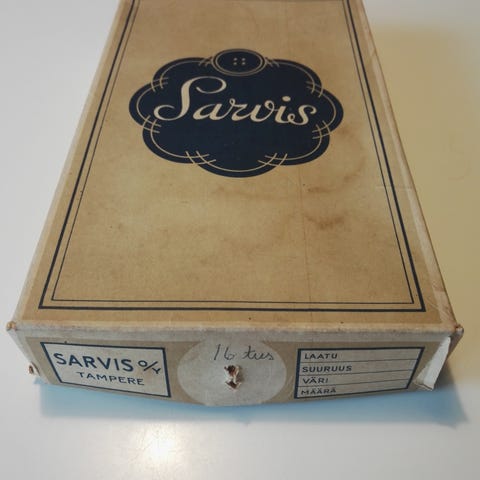 Sarvis
SARVIS O/Y
TAMPERE
16 tus
LAATU
SUURUUS
VÄRI
MÄÄRÄ